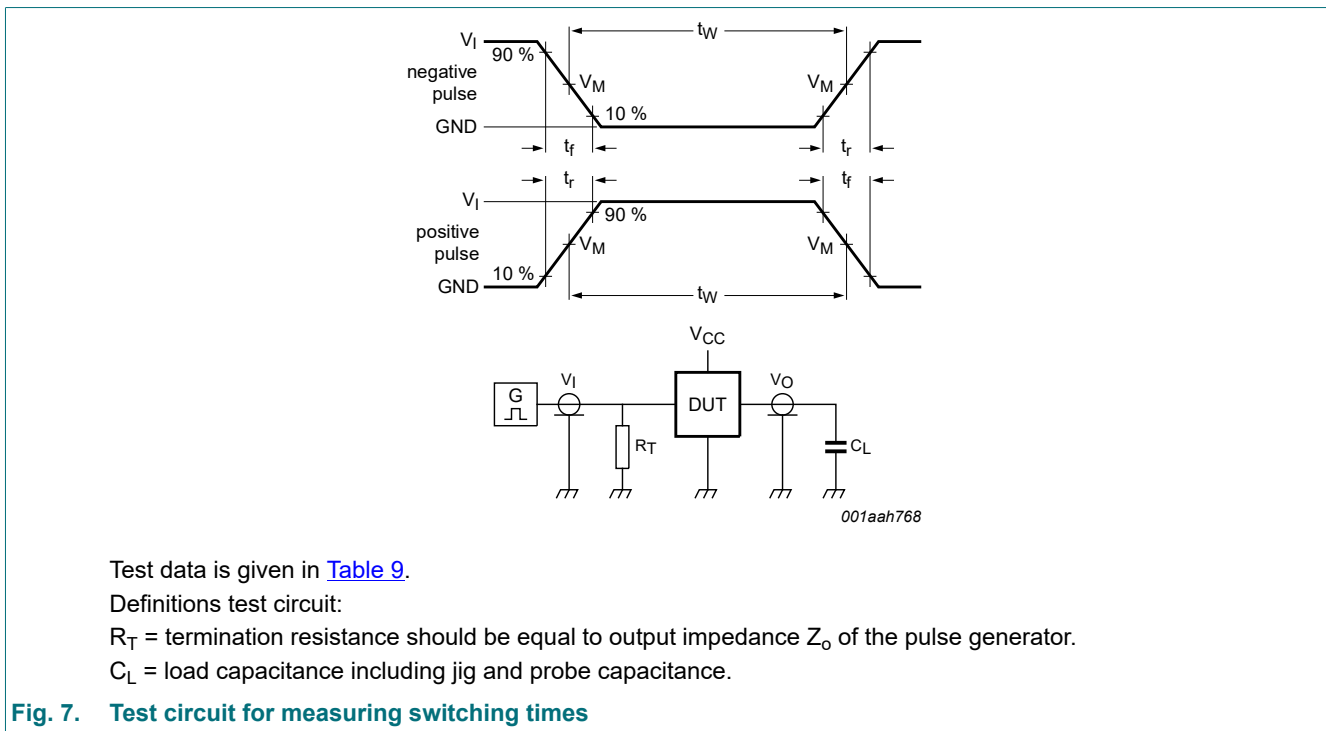 VI
tW
90 %
negative
pulse
VM
VM
10 %
GND
tf
tr
tr
tf
VI
90 %
positive
pulse
VM
VM
10 %
GND
tW
VCC
G
VI
DUT
VO
RT
CL
001aah768
Test data is given in Table 9.
Definitions test circuit:
RT = termination resistance should be equal to output impedance Zo of the pulse generator.
CL = load capacitance including jig and probe capacitance.
Fig. 7. Test circuit for measuring switching times